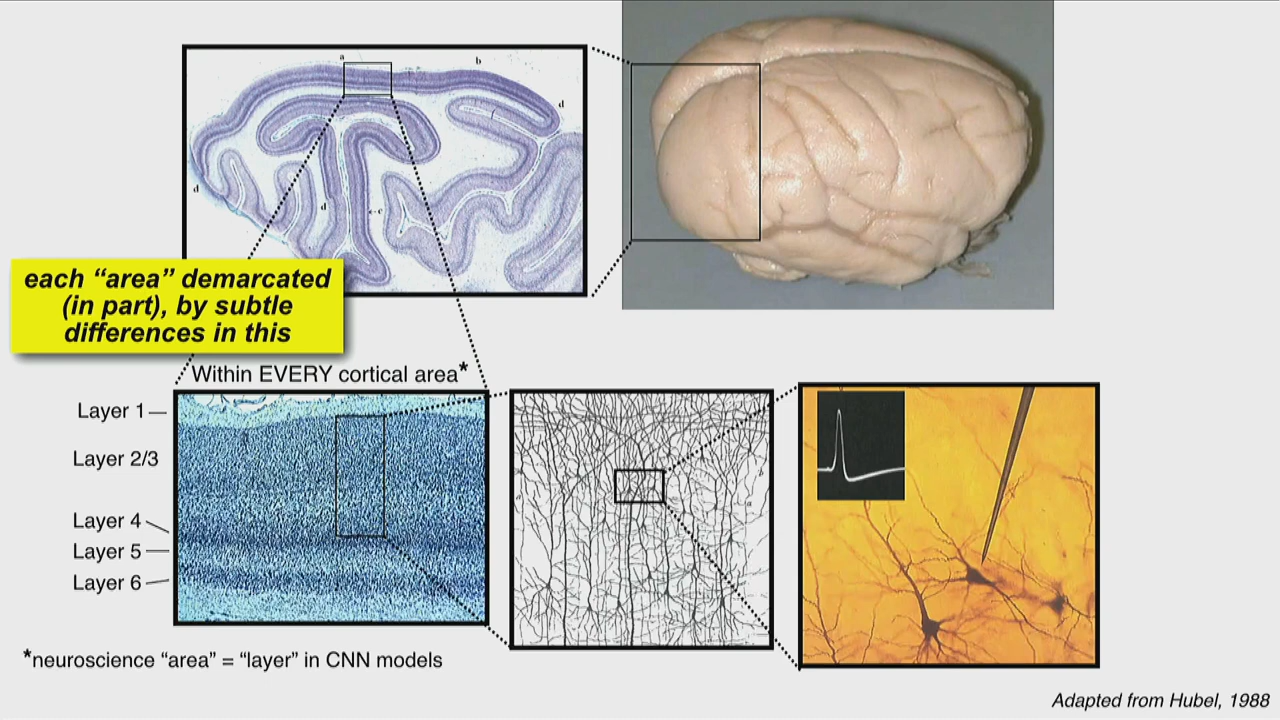 a
b
d
d
d
c
each “area” demarcated
(in part), by subtle
differences in this
Within EVERY cortical area*
Layer 1
Layer 2/3
Layer 4
Layer 5
Layer 6
*neuroscience “area” = “layer” in CNN models
Adapted from Hubel, 1988